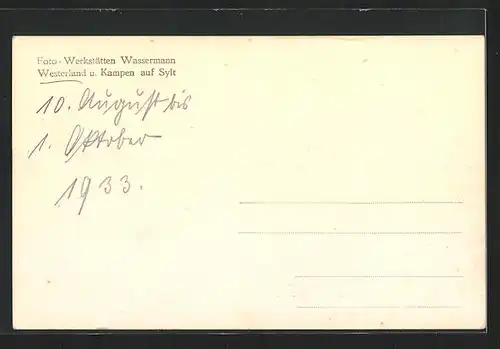 Foto-Werkstätten Wassermann
Westerland u. Kampen auf Sylt
10. August bis
1. Oktober
1933.